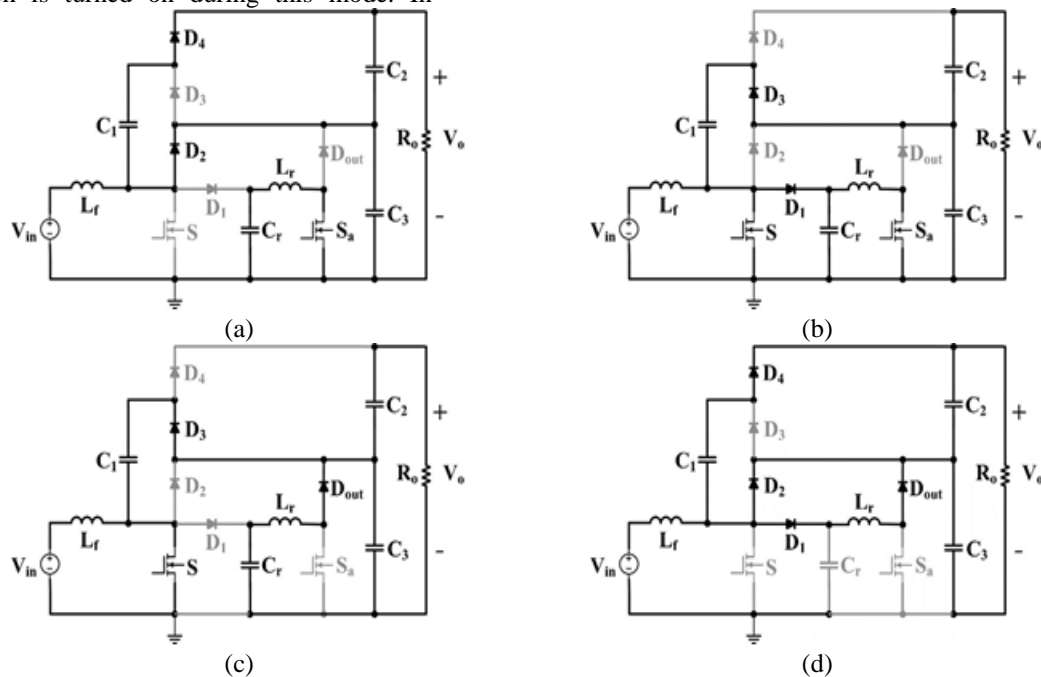 is turned on during this mode. In
D4
C2
+
D3
C1
Ro
Vo
D2
Dout
Lr
Lf
D1
C3
-
Vin
S
Cr
Sa
(a)
D4
C2
+
D3
C1
Ro
Vo
D2
Dout
Lr
Lf
D1
C3
-
Vin
S
Cr
Sa
(b)
D4
C2
+
D3
C1
Ro
Vo
D2
Dout
Lr
Lf
D1
C3
-
Vin
S
Cr
Sa
(c)
D4
C2
+
D3
C1
Ro
Vo
D2
Dout
Lr
Lf
D1
C3
-
Vin
S
Cr
Sa
(d)